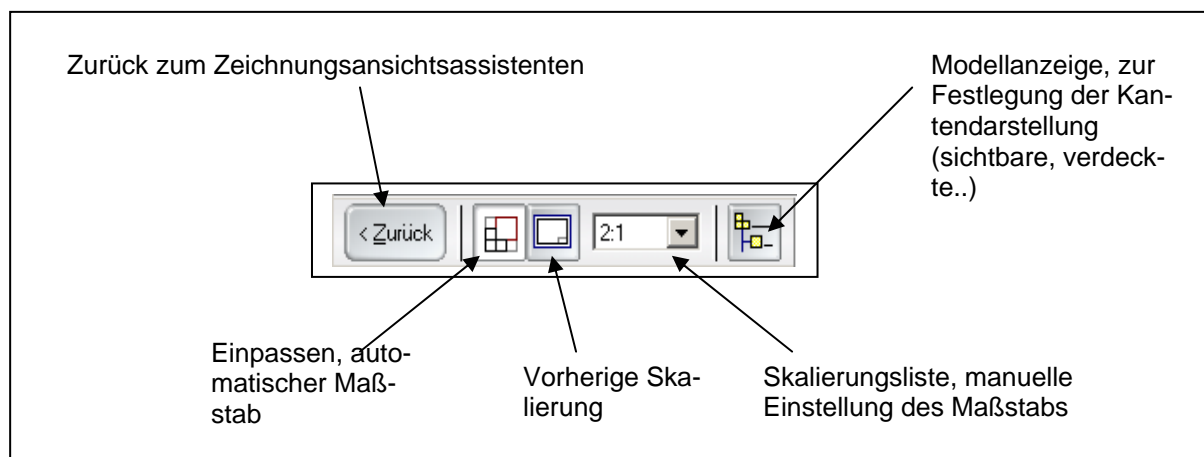 Zurück zum Zeichnungsansichtsassistenten
Modellanzeige, zur
Festlegung der Kan-
tendarstellung
(sichtbare, verdeck-
te..)
< Zurück
2:1
Einpassen, auto-
matischer Maß-
stab
Vorherige Ska-
lierung
Skalierungsliste, manuelle
Einstellung des Maßstabs